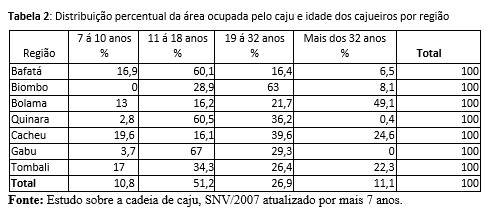 Tabela 2: Distribuição percentual da área ocupada pelo caju e idade dos cajueiros por região
Região 7 á 10 anos % 11 á 18 anos % 19 á 32 anos % Mais dos 32 anos % Total
Bafatá 16,9 60,1 16,4 6,5 100
Biombo 0 28,9 63 8,1 100
Bolama 13 16,2 21,7 49,1 100
Quinara 2,8 60,5 36,2 0,4 100
Cacheu 19,6 16,1 39,6 24,6 100
Gabu 3,7 67 29,3 0 100
Tombali 17 34,3 26,4 22,3 100
Total 10,8 51,2 26,9 11,1 100
Fonte: Estudo sobre a cadeia de caju, SNV/2007 atualizado por mais 7 anos.